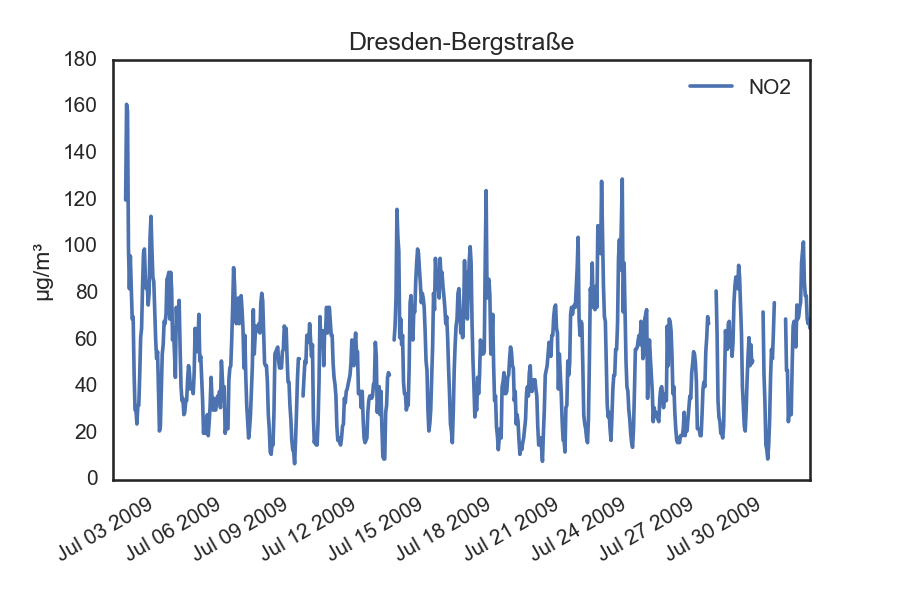 Dresden-Bergstraße
180
160
140
120
100
80
60
40
20
0
µg/m³
NO2
Jul 03 2009
Jul 06 2009
Jul 09 2009
Jul 12 2009
Jul 15 2009
Jul 18 2009
Jul 21 2009
Jul 24 2009
Jul 27 2009
Jul 30 2009